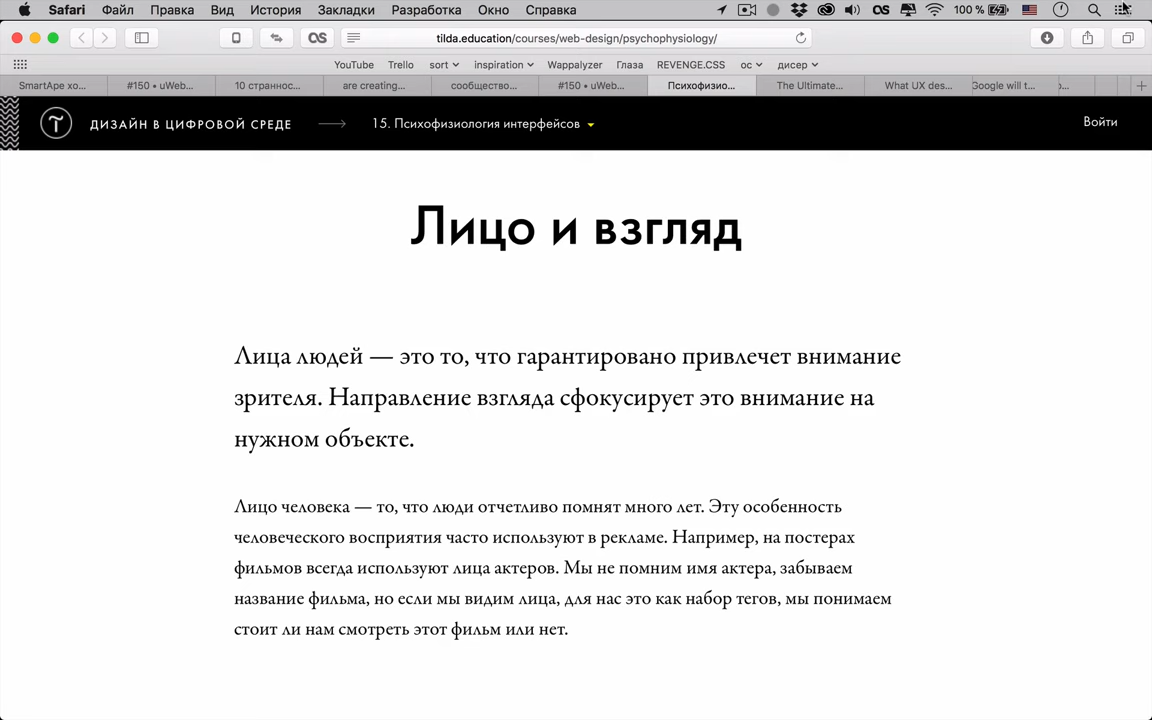 Safari Файл Правка Вид История Закладки Разработка Окно Справка 100 %
tilda.education/courses/web-design/psychophysiology/
YouTube Trello sort inspiration Wappalyzer Глаза REVENGE.CSS ос дисер
SmartApe хо... #150 • uWeb... 10 странноc... are creating... сообщество... #150 • uWeb... Психофизио... The Ultimate... What UX des... Google will t...
ДИЗАЙН В ЦИФРОВОЙ СРЕДЕ 15. Психофизиология интерфейсов Войти
Лицо и взгляд
Лица людей — это то, что гарантировано привлечет внимание
зрителя. Направление взгляда сфокусирует это внимание на
нужном объекте.
Лицо человека — то, что люди отчетливо помнят много лет. Эту особенность
человеческого восприятия часто используют в рекламе. Например, на постерах
фильмов всегда используют лица актеров. Мы не помним имя актера, забываем
название фильма, но если мы видим лица, для нас это как набор тегов, мы понимаем
стоит ли нам смотреть этот фильм или нет.